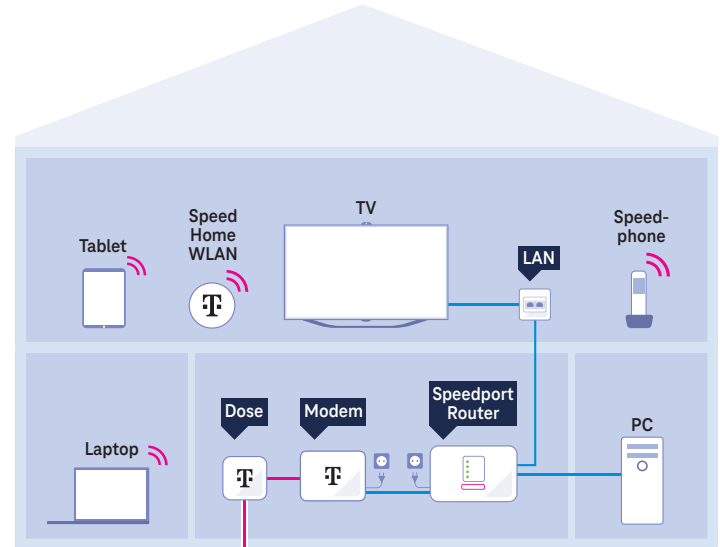 TV
Speed
Home
WLAN
Speed-
phone
Tablet
LAN
Speedport
Router
Dose
Modem
PC
Laptop
T
T
T